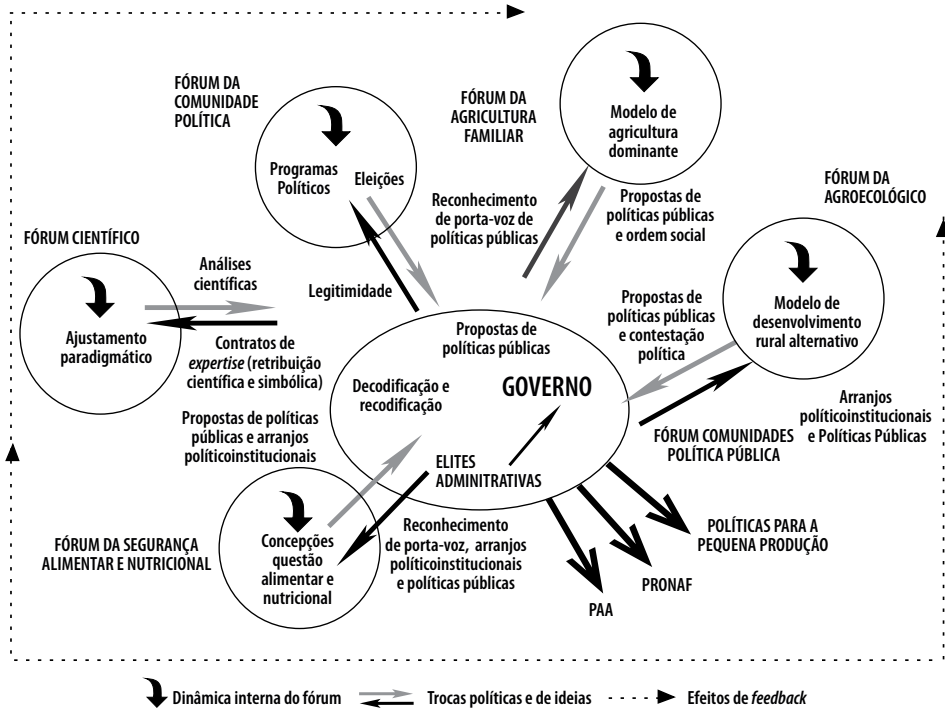 FÓRUM DA
COMUNIDADE
POLÍTICA
Programas
Políticos
Eleições
FÓRUM DA
AGRICULTURA
FAMILIAR
Modelo de
agricultura
dominante
Reconhecimento
de porta-voz de
políticas públicas
Propostas de
políticas públicas
e ordem social
FÓRUM DA
AGROECOLÓGICO
FÓRUM CIENTÍFICO
Análises
científicas
Ajustamento
paradigmático
Legitimidade
Contratos de
expertise (retribuição
científica e simbólica)
Propostas de
políticas públicas
e contestação
política
Modelo de
desenvolvimento
rural alternativo
Propostas de
políticas públicas
Decodificação e
recodificação
GOVERNO
ELITES
ADMINITRATIVAS
Arranjos
políticoinstitucionais
e Políticas Públicas
FÓRUM COMUNIDADES
POLÍTICA PÚBLICA
Propostas de políticas
públicas e arranjos
políticoinstitucionais
FÓRUM DA SEGURANÇA
ALIMENTAR E NUTRICIONAL
Concepções
questão
alimentar e
nutricional
Reconhecimento
de porta-voz, arranjos
políticoinstitucionais
e políticas públicas
POLÍTICAS PARA A
PEQUENA PRODUÇÃO
PRONAF
PAA
Dinâmica interna do fórum
Trocas políticas e de ideias
Efeitos de feedback